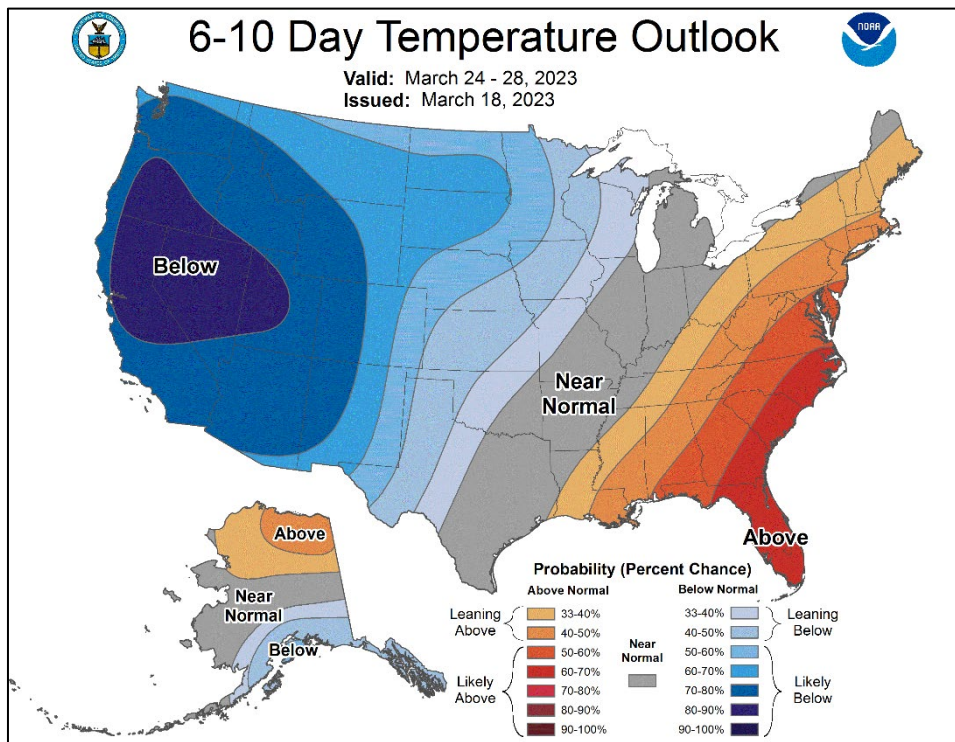 6-10 Day Temperature Outlook
NOAA
Valid: March 24 - 28, 2023
Issued: March 18, 2023
Below
Near
Normal
Above
Above
Near
Normal
Below
Probability (Percent Chance)
Above Normal
Below Normal
Leaning
Above
33-40%
40-50%
Likely
Above
50-60%
60-70%
70-80%
80-90%
90-100%
Near
Normal
33-40%
40-50%
Leaning
Below
50-60%
60-70%
70-80%
80-90%
90-100%
Likely
Below